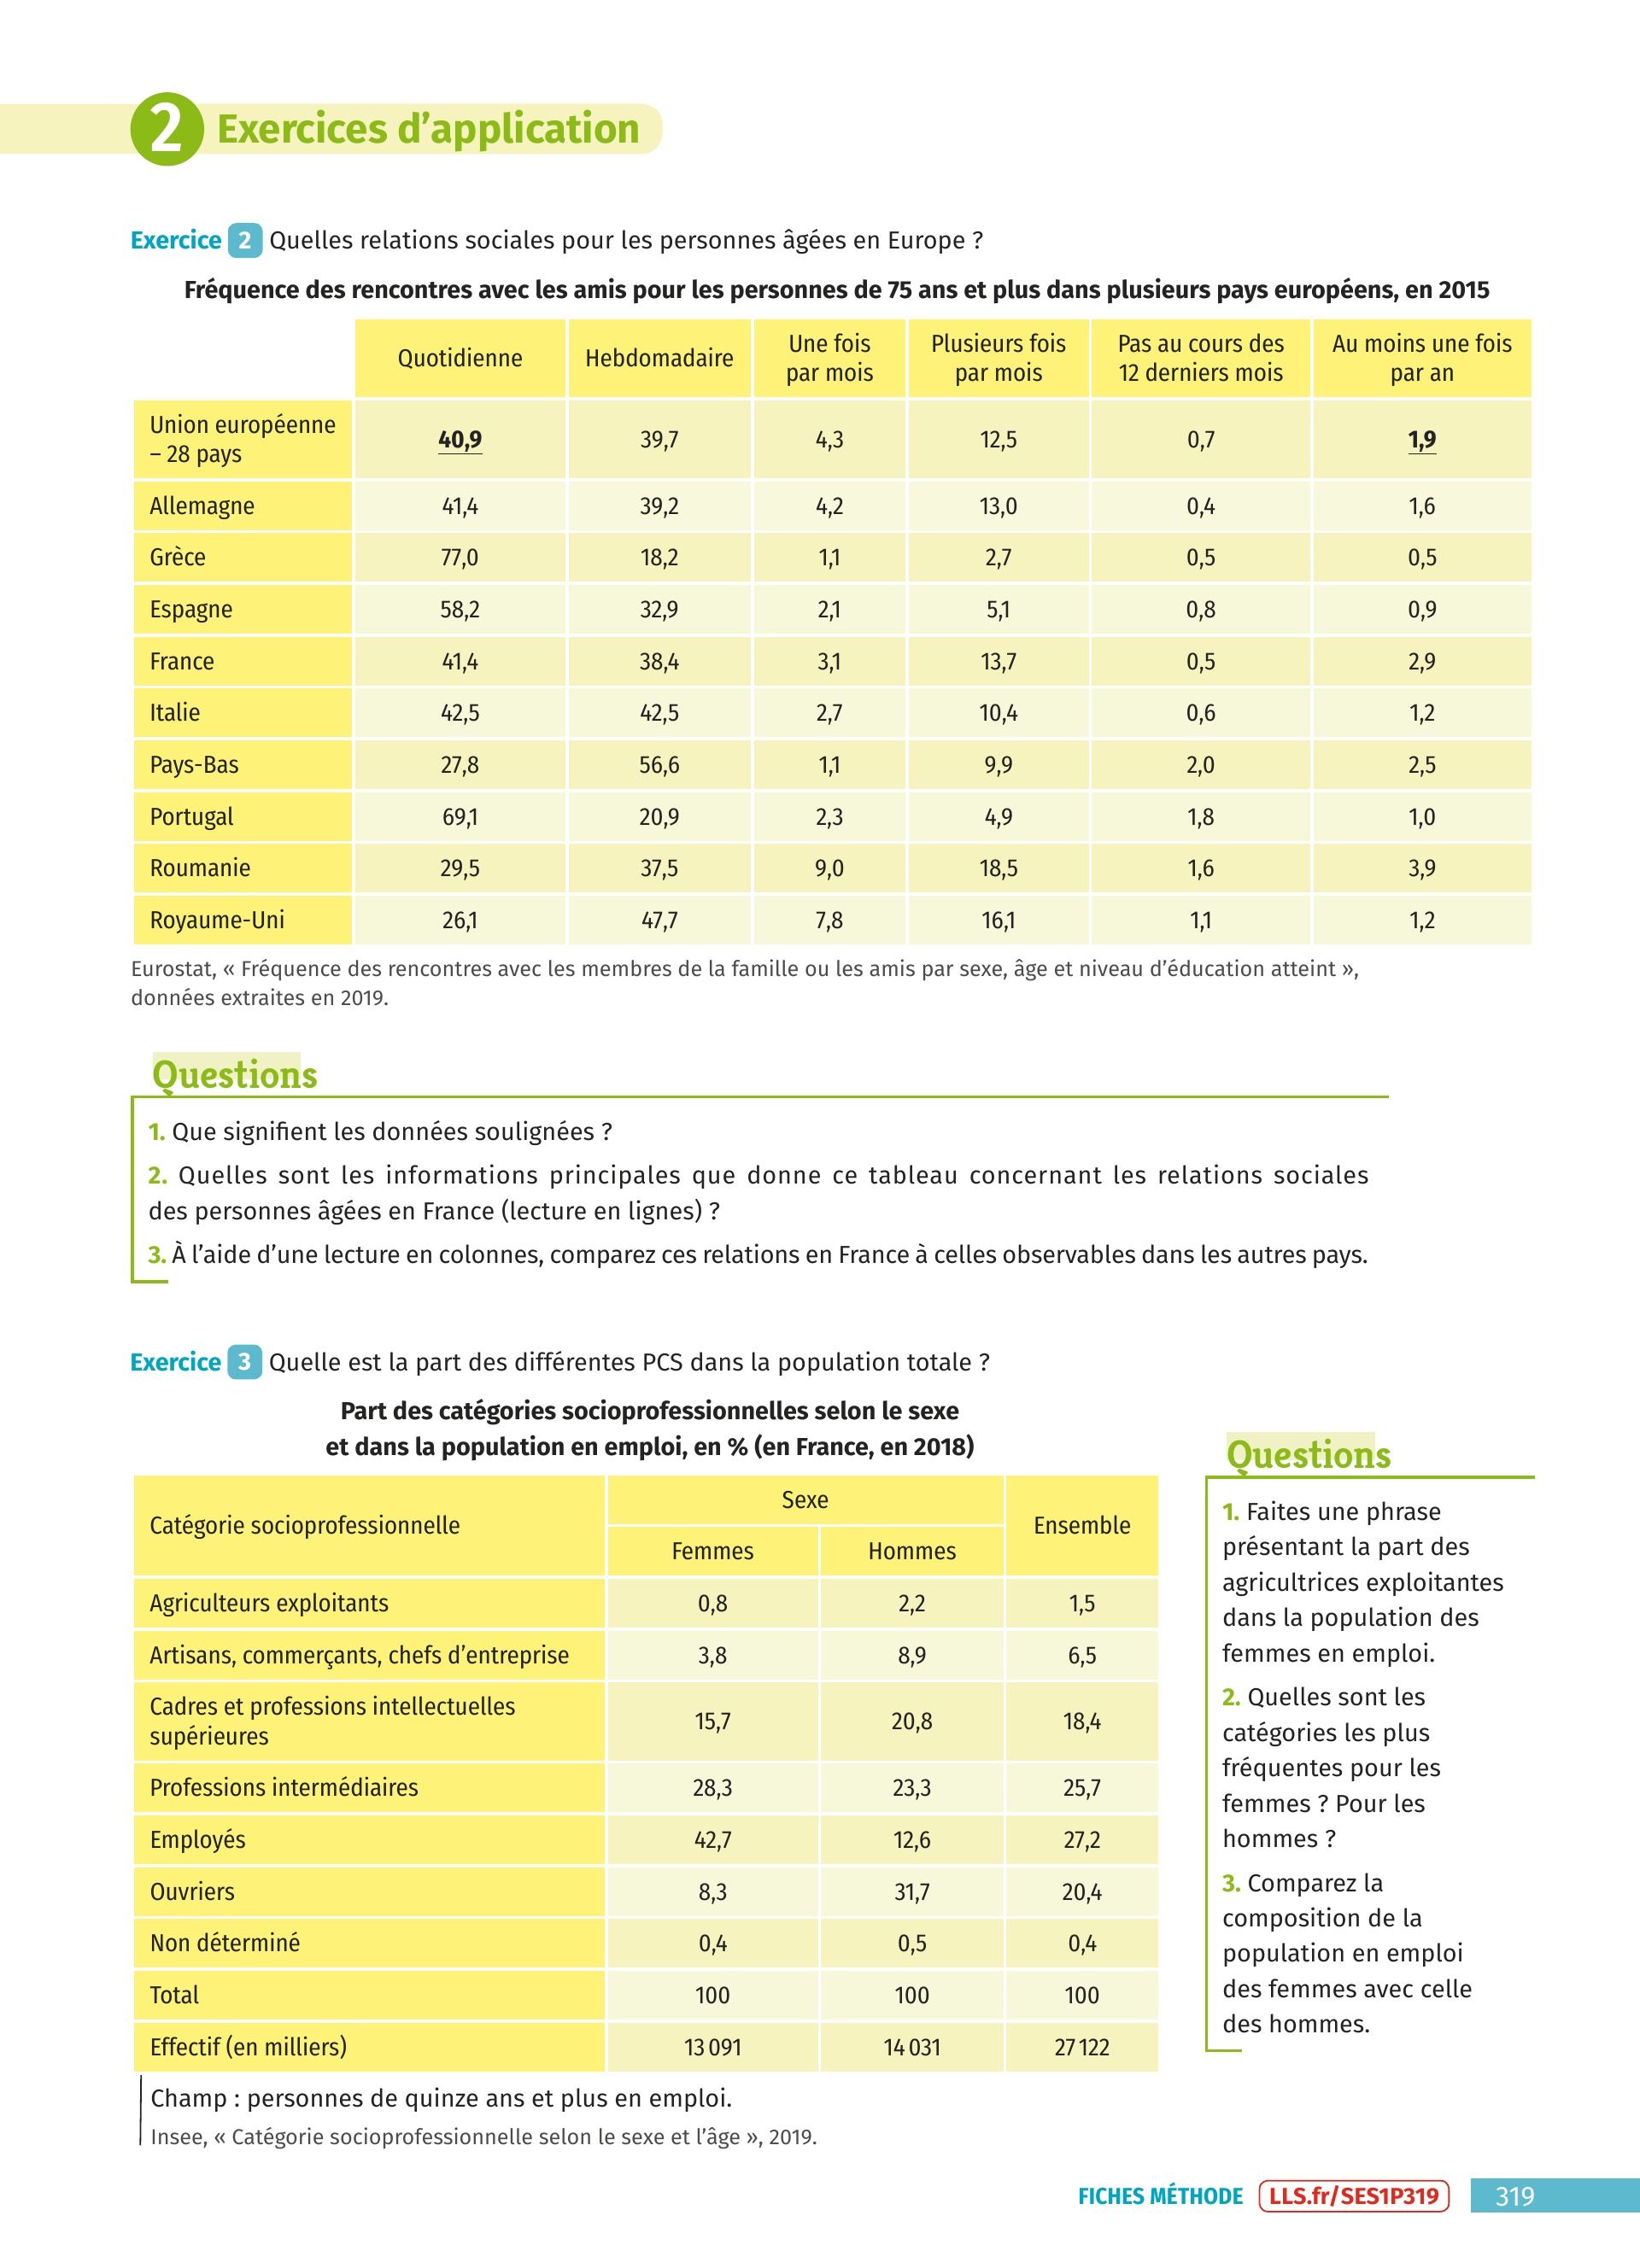 2 Exercices d’application
Exercice 2 Quelles relations sociales pour les personnes âgées en Europe ?
Fréquence des rencontres avec les amis pour les personnes de 75 ans et plus dans plusieurs pays européens, en 2015
Quotidienne Hebdomadaire Une fois par mois Plusieurs fois par mois Pas au cours des 12 derniers mois Au moins une fois par an
Union européenne – 28 pays 40,9 39,7 4,3 12,5 0,7 1,9
Allemagne 41,4 39,2 4,2 13,0 0,4 1,6
Grèce 77,0 18,2 1,1 2,7 0,5 0,5
Espagne 58,2 32,9 2,1 5,1 0,8 0,9
France 41,4 38,4 3,1 13,7 0,5 2,9
Italie 42,5 42,5 2,7 10,4 0,6 1,2
Pays-Bas 27,8 56,6 1,1 9,9 2,0 2,5
Portugal 69,1 20,9 2,3 4,9 1,8 1,0
Roumanie 29,5 37,5 9,0 18,5 1,6 3,9
Royaume-Uni 26,1 47,7 7,8 16,1 1,1 1,2
Eurostat, « Fréquence des rencontres avec les membres de la famille ou les amis par sexe, âge et niveau d’éducation atteint »,
données extraites en 2019.
Questions
1. Que signifient les données soulignées ?
2. Quelles sont les informations principales que donne ce tableau concernant les relations sociales
des personnes âgées en France (lecture en lignes) ?
3. À l’aide d’une lecture en colonnes, comparez ces relations en France à celles observables dans les autres pays.
Exercice 3 Quelle est la part des différentes PCS dans la population totale ?
Part des catégories socioprofessionnelles selon le sexe
et dans la population en emploi, en % (en France, en 2018)
Catégorie socioprofessionnelle Sexe Ensemble
Femmes Hommes
Agriculteurs exploitants 0,8 2,2 1,5
Artisans, commerçants, chefs d’entreprise 3,8 8,9 6,5
Cadres et professions intellectuelles supérieures 15,7 20,8 18,4
Professions intermédiaires 28,3 23,3 25,7
Employés 42,7 12,6 27,2
Ouvriers 8,3 31,7 20,4
Non déterminé 0,4 0,5 0,4
Total 100 100 100
Effectif (en milliers) 13 091 14 031 27 122
Champ : personnes de quinze ans et plus en emploi.
Insee, « Catégorie socioprofessionnelle selon le sexe et l’âge », 2019.
Questions
1. Faites une phrase
présentant la part des
agricultrices exploitantes
dans la population des
femmes en emploi.
2. Quelles sont les
catégories les plus
fréquentes pour les
femmes ? Pour les
hommes ?
3. Comparez la
composition de la
population en emploi
des femmes avec celle
des hommes.
FICHES MÉTHODE LLS.fr/SES1P319 319